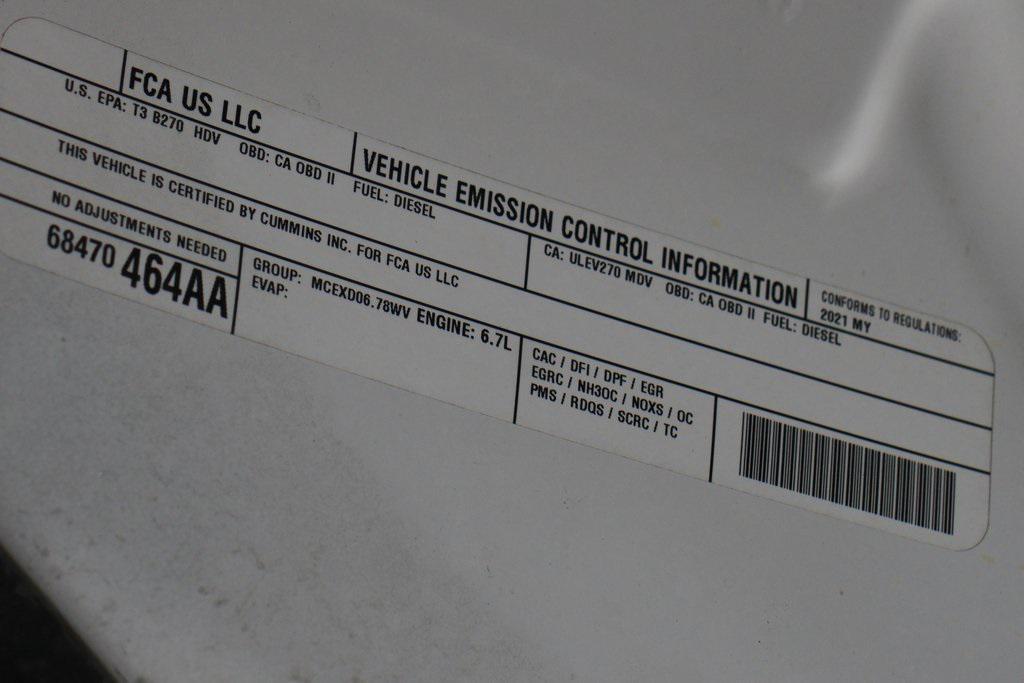 FCA US LLC
VEHICLE EMISSION CONTROL INFORMATION
CONFORMS TO REGULATIONS:
2021 MY
U.S. EPA: T3 B270 HDV OBD: CA OBD II FUEL: DIESEL
CA: ULEV270 MDV OBD: CA OBD II FUEL: DIESEL
THIS VEHICLE IS CERTIFIED BY CUMMINS INC. FOR FCA US LLC
NO ADJUSTMENTS NEEDED
68470 464AA
GROUP: MCEXD06.78WV ENGINE: 6.7L
EVAP:
CAC / DFI / DPF / EGR
EGRC / NH3OC / NOXS / OC
PMS / RDQS / SCRC / TC